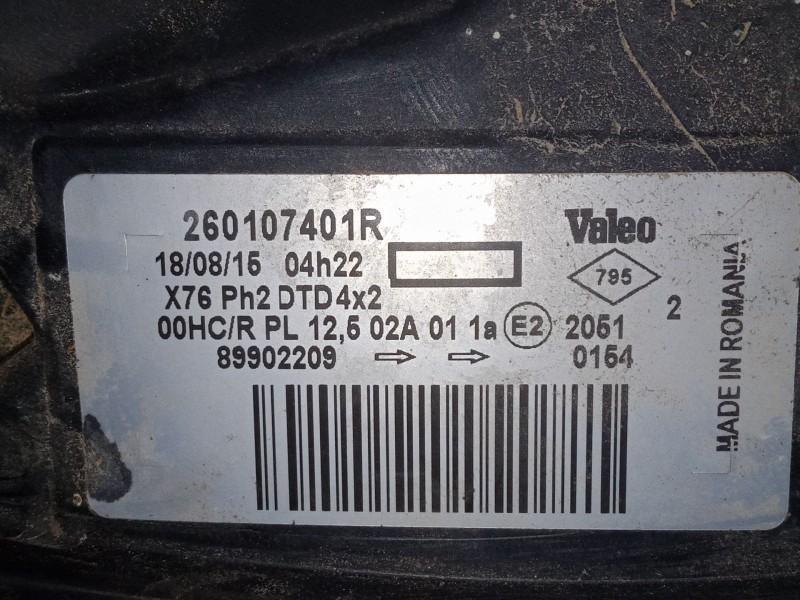 260107401R Valeo
18/08/15 04h22 795
X76 Ph2 DTD4x2 2
00HC/R PL 12,5 02A 01 1a E2 2051
89902209 → → 0154
MADE IN ROMANIA